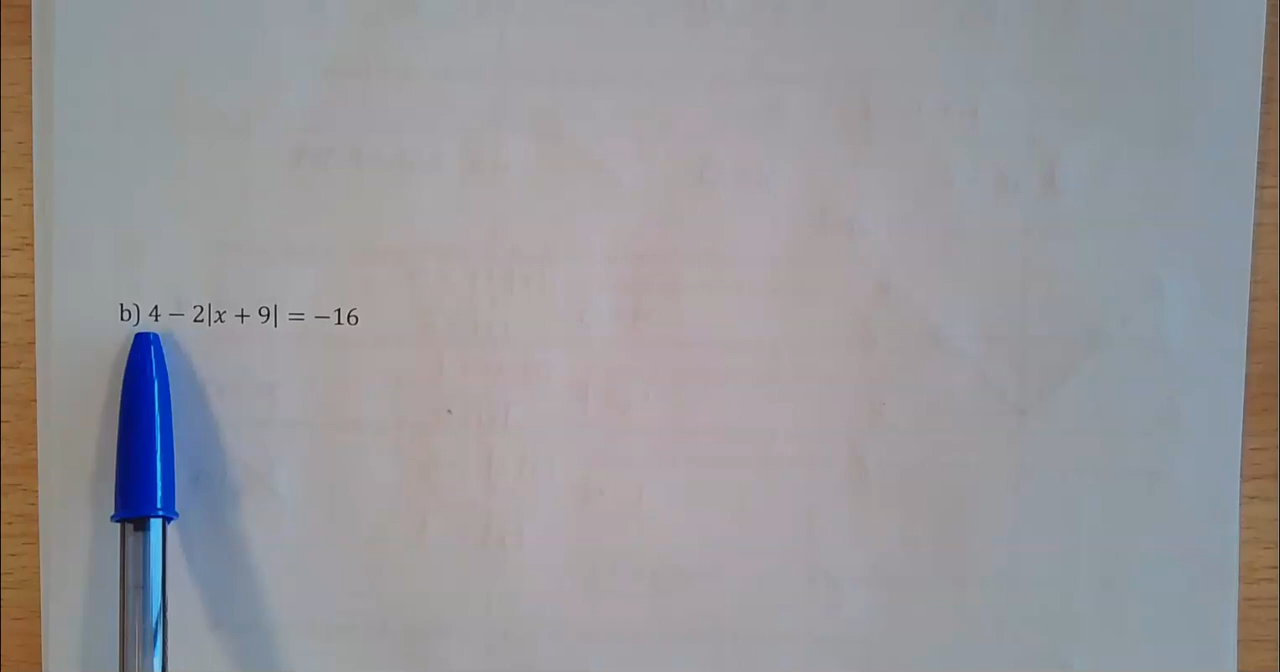 b) 4 − 2|x + 9| = −16